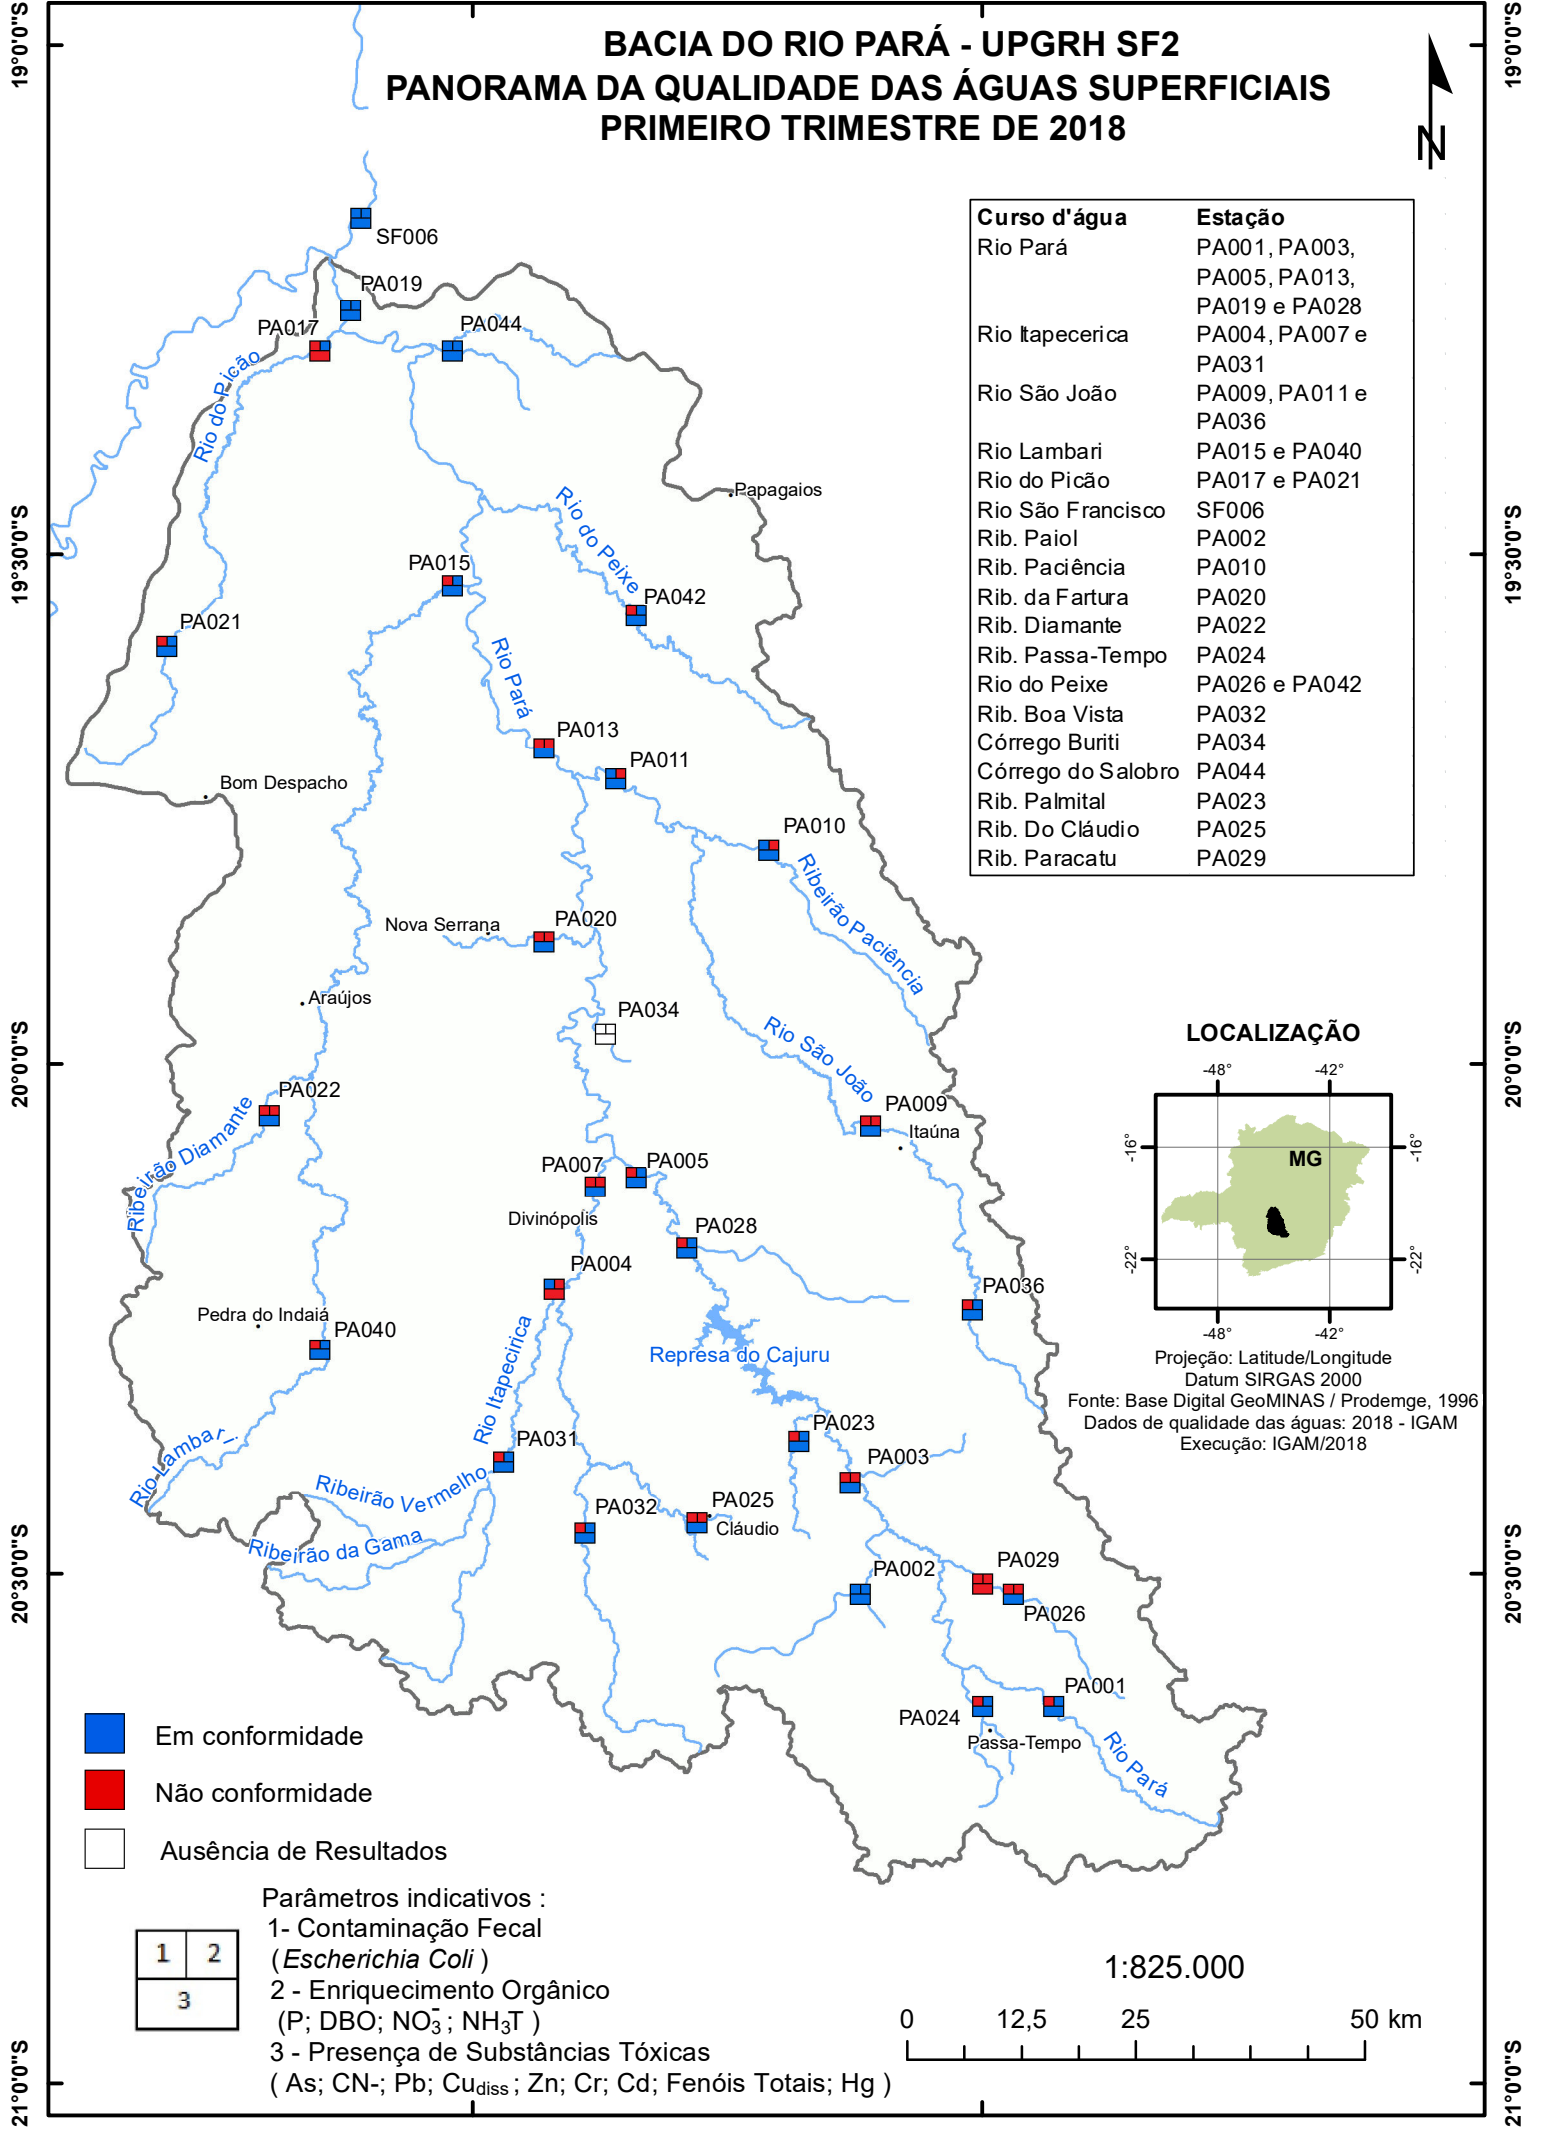 BACIA DO RIO PARÁ - UPGRH SF2
PANORAMA DA QUALIDADE DAS ÁGUAS SUPERFICIAIS
PRIMEIRO TRIMESTRE DE 2018
N
19°0'0"S
19°0'0"S
19°30'0"S
19°30'0"S
20°0'0"S
20°0'0"S
20°30'0"S
20°30'0"S
21°0'0"S
21°0'0"S
Curso d'água Estação
Rio Pará PA001, PA003,
PA005, PA013,
PA019 e PA028
Rio Itapecerica PA004, PA007 e
PA031
Rio São João PA009, PA011 e
PA036
Rio Lambari PA015 e PA040
Rio do Picão PA017 e PA021
Rio São Francisco SF006
Rib. Paiol PA002
Rib. Paciência PA010
Rib. da Fartura PA020
Rib. Diamante PA022
Rib. Passa-Tempo PA024
Rio do Peixe PA026 e PA042
Rib. Boa Vista PA032
Córrego Buriti PA034
Córrego do Salobro PA044
Rib. Palmital PA023
Rib. Do Cláudio PA025
Rib. Paracatu PA029
SF006
PA019
PA017
PA044
Rio do Picão
Papagaios
Rio do Peixe
PA015
PA042
PA021
Rio Pará
PA013
PA011
Bom Despacho
PA010
Ribeirão Paciência
Nova Serrana
PA020
Araújos
PA034
Rio São João
PA022
PA009
Itaúna
Ribeirão Diamante
PA007
PA005
Divinópolis
PA028
PA004
PA036
Pedra do Indaiá
PA040
Rio Itapecirica
Represa do Cajuru
PA023
PA031
PA003
Rio Lambari
Ribeirão Vermelho
PA032
PA025
Cláudio
Ribeirão da Gama
PA029
PA002
PA026
PA001
PA024
Passa-Tempo
Rio Pará
LOCALIZAÇÃO
-48° -42°
-16° -16°
MG
-22° -22°
-48° -42°
Projeção: Latitude/Longitude
Datum SIRGAS 2000
Fonte: Base Digital GeoMINAS / Prodemge, 1996
Dados de qualidade das águas: 2018 - IGAM
Execução: IGAM/2018
Em conformidade
Não conformidade
Ausência de Resultados
Parâmetros indicativos :
1 2
3
1- Contaminação Fecal
(Escherichia Coli )
2 - Enriquecimento Orgânico
(P; DBO; NO₃⁻; NH₃T )
3 - Presença de Substâncias Tóxicas
( As; CN-; Pb; Cudiss ; Zn; Cr; Cd; Fenóis Totais; Hg )
1:825.000
0 12,5 25 50 km